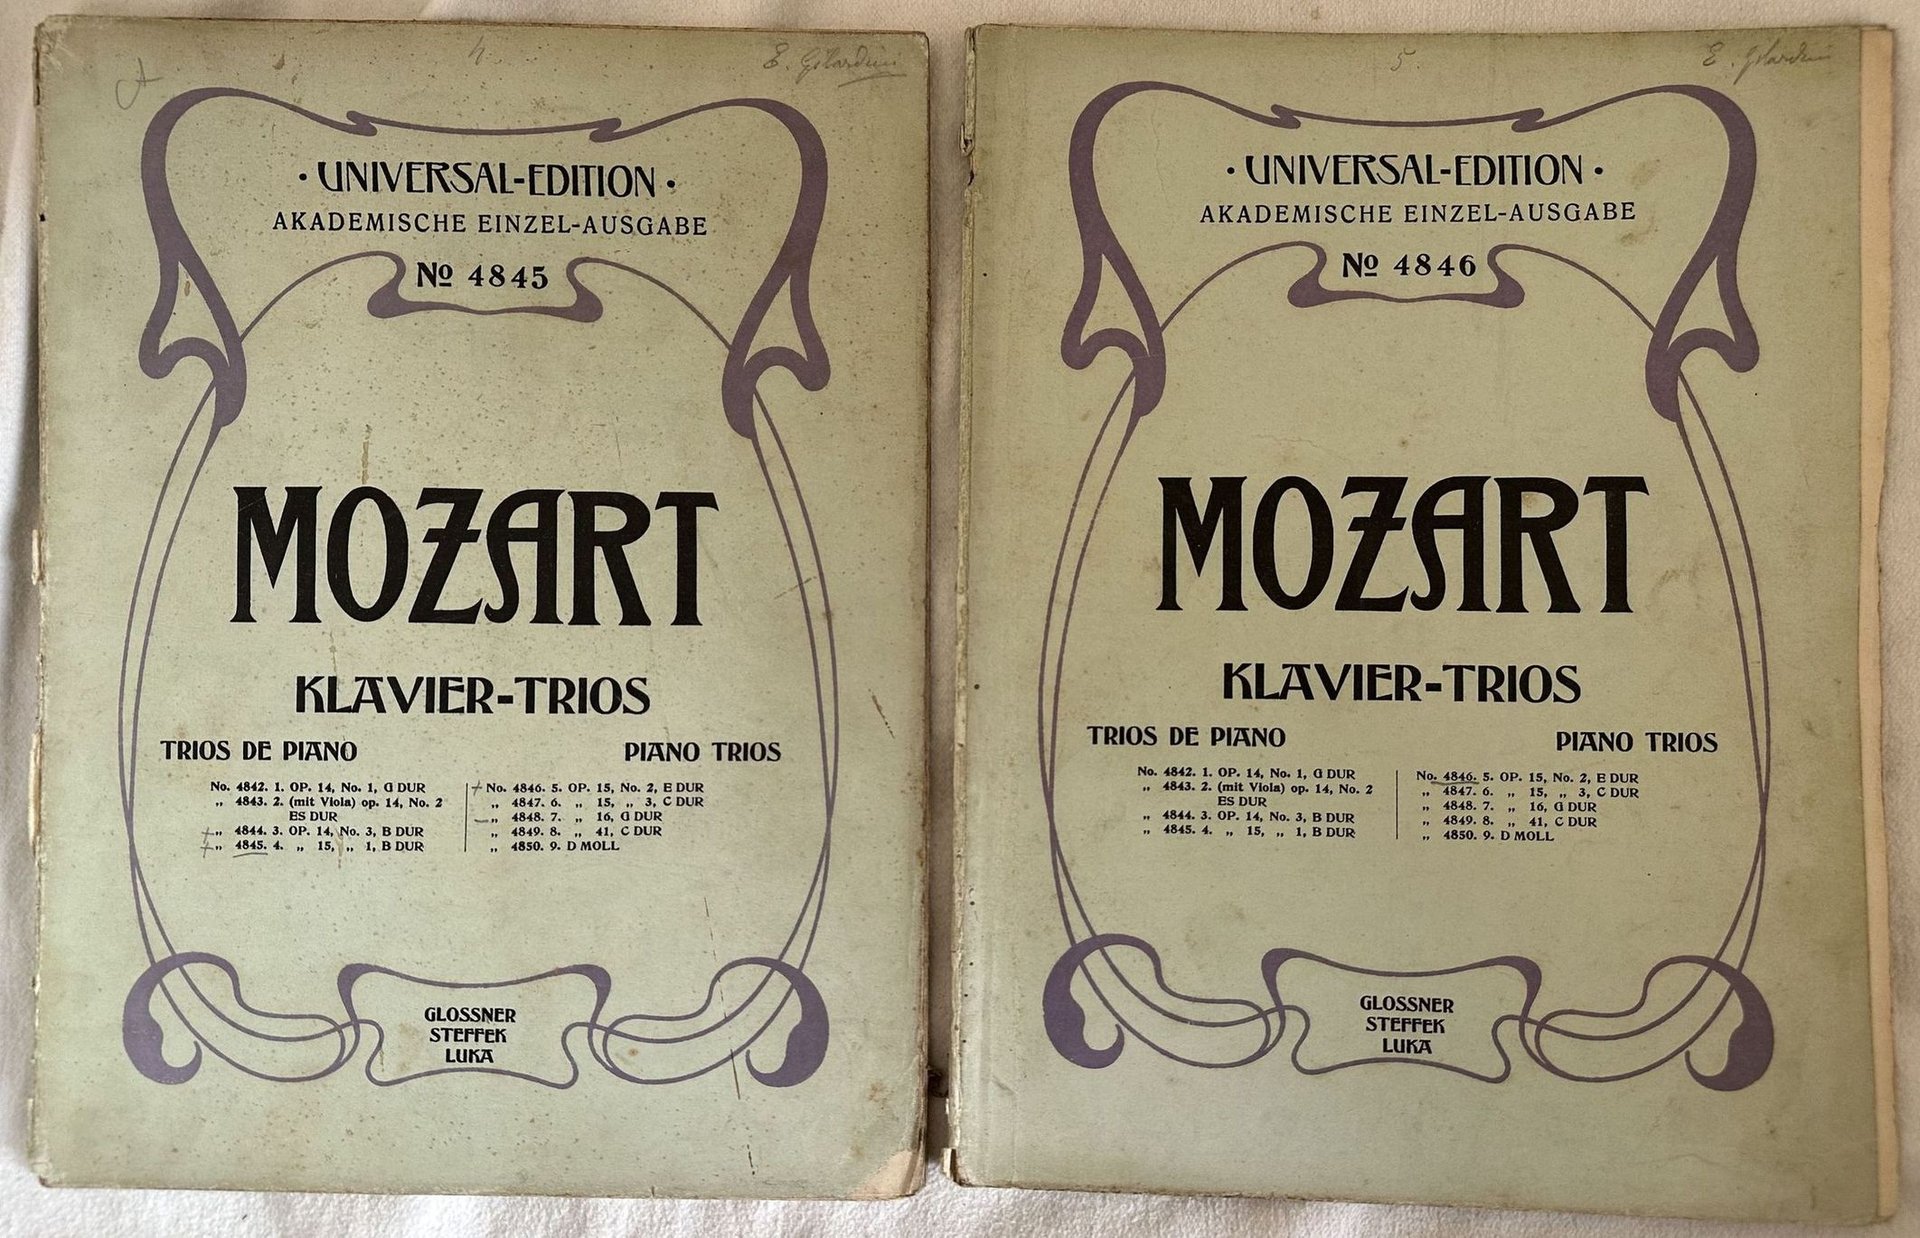 4
E. Gilardini
· UNIVERSAL-EDITION ·
AKADEMISCHE EINZEL-AUSGABE
No 4845
MOZART
KLAVIER-TRIOS
TRIOS DE PIANO
PIANO TRIOS
No. 4842. 1. OP. 14, No. 1, G DUR
„ 4843. 2. (mit Viola) op. 14, No. 2
ES DUR
„ 4844. 3. OP. 14, No. 3, B DUR
„ 4845. 4. „ 15, „ 1, B DUR
No. 4846. 5. OP. 15, No. 2, E DUR
„ 4847. 6. „ 15, „ 3, C DUR
„ 4848. 7. „ 16, G DUR
„ 4849. 8. „ 41, C DUR
„ 4850. 9. D MOLL
GLOSSNER
STEFFEK
LUKA
5.
E. Gilardini
· UNIVERSAL-EDITION ·
AKADEMISCHE EINZEL-AUSGABE
No 4846
MOZART
KLAVIER-TRIOS
TRIOS DE PIANO
PIANO TRIOS
No. 4842. 1. OP. 14, No. 1, G DUR
„ 4843. 2. (mit Viola) op. 14, No. 2
ES DUR
„ 4844. 3. OP. 14, No. 3, B DUR
„ 4845. 4. „ 15, „ 1, B DUR
No. 4846. 5. OP. 15, No. 2, E DUR
„ 4847. 6. „ 15, „ 3, C DUR
„ 4848. 7. „ 16, G DUR
„ 4849. 8. „ 41, C DUR
„ 4850. 9. D MOLL
GLOSSNER
STEFFEK
LUKA